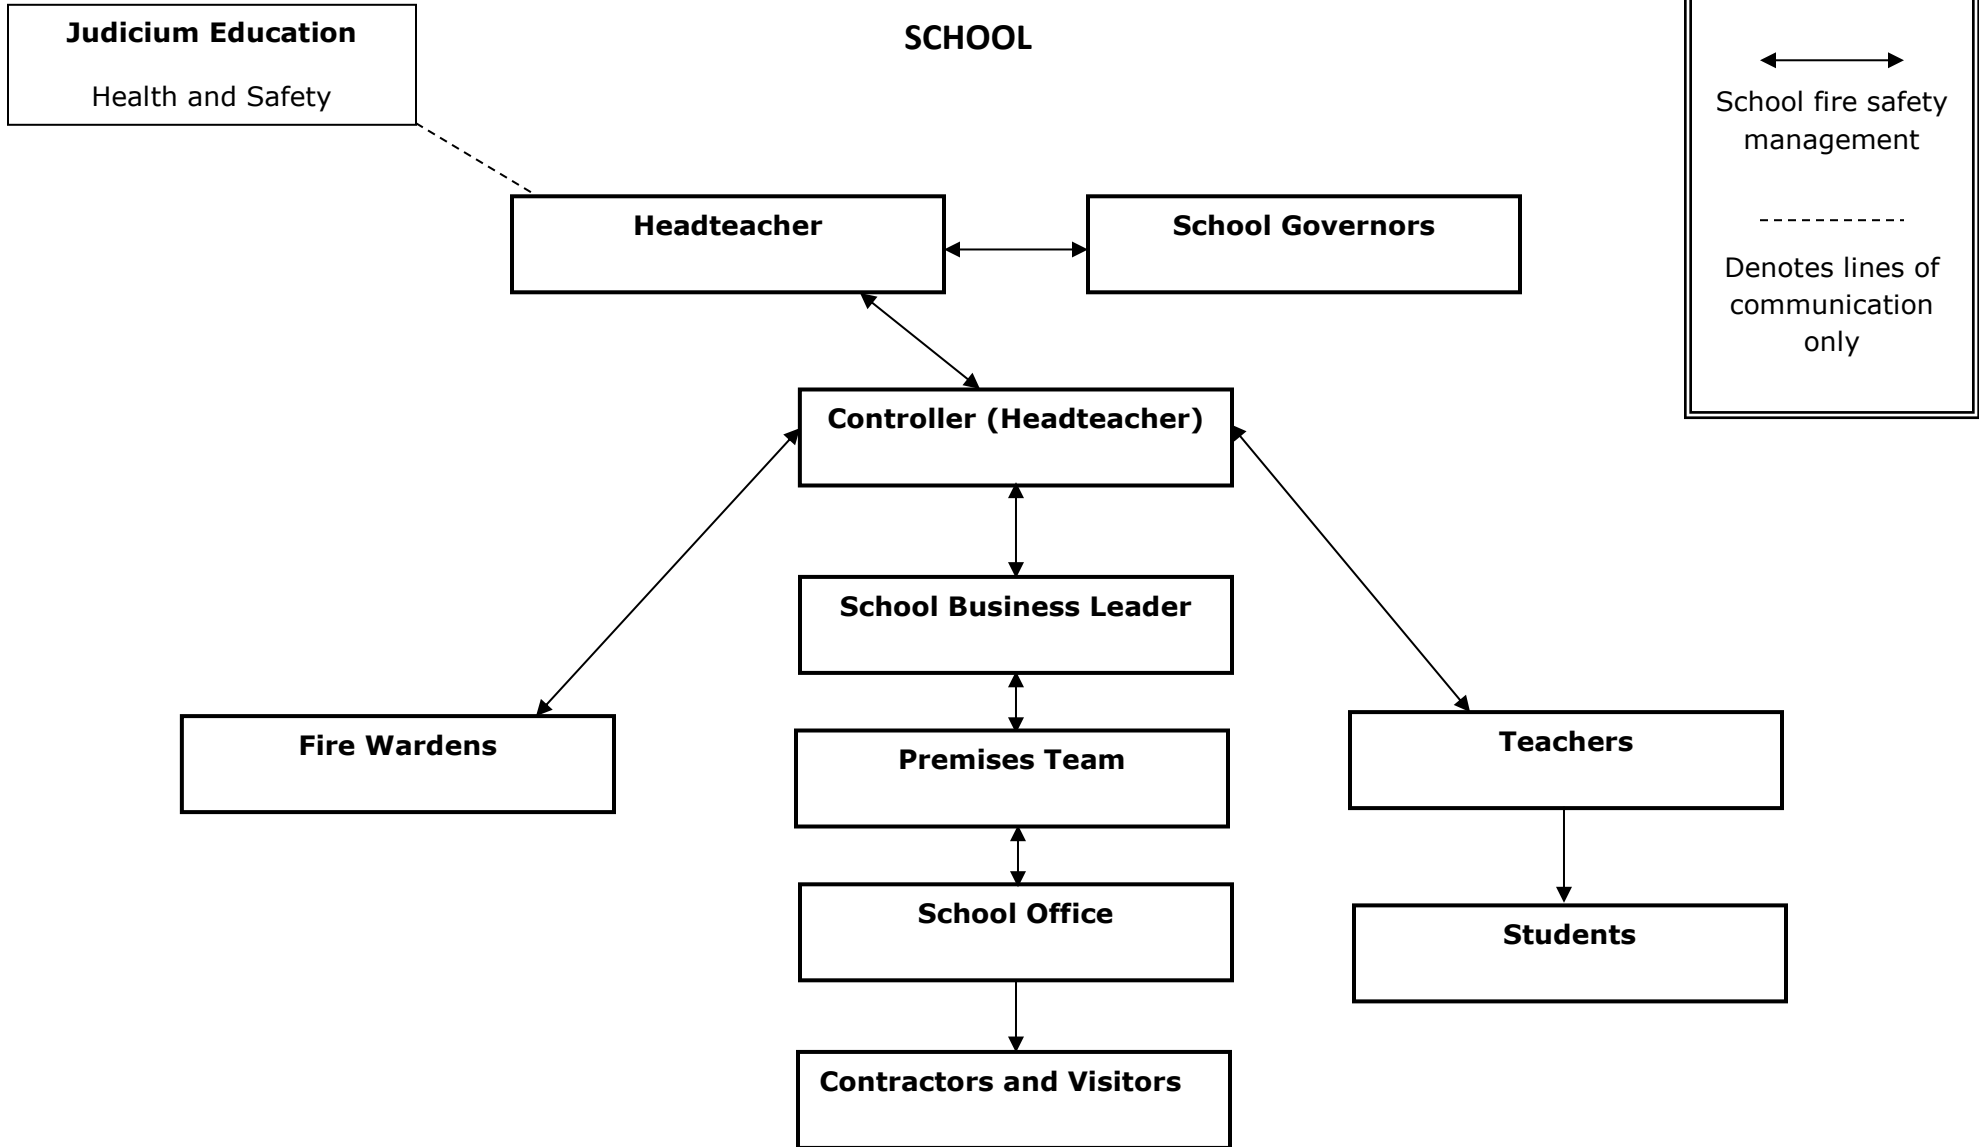 Judicium Education
Health and Safety
SCHOOL
School fire safety
management
Denotes lines of
communication
only
Headteacher
School Governors
Controller (Headteacher)
School Business Leader
Fire Wardens
Premises Team
Teachers
School Office
Students
Contractors and Visitors